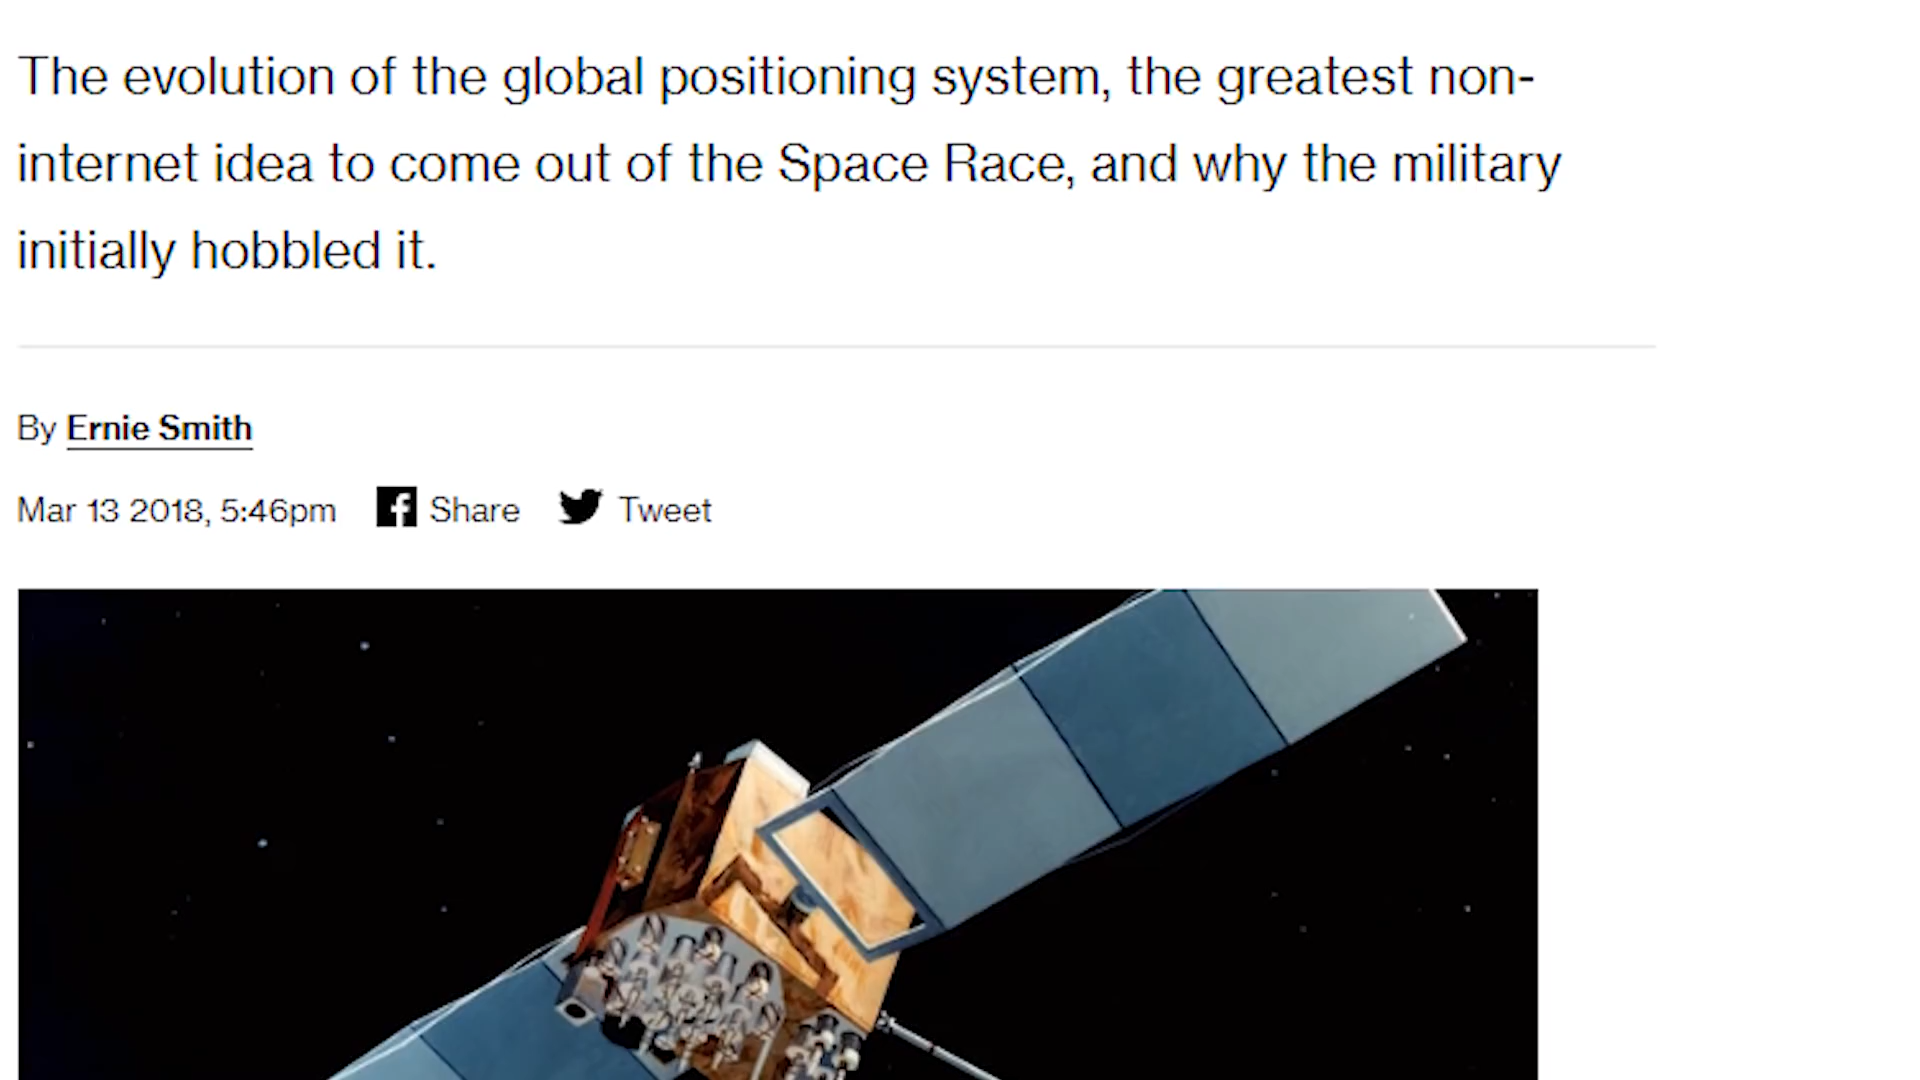 The evolution of the global positioning system, the greatest non-
internet idea to come out of the Space Race, and why the military
initially hobbled it.
By Ernie Smith
Mar 13 2018, 5:46pm Share Tweet